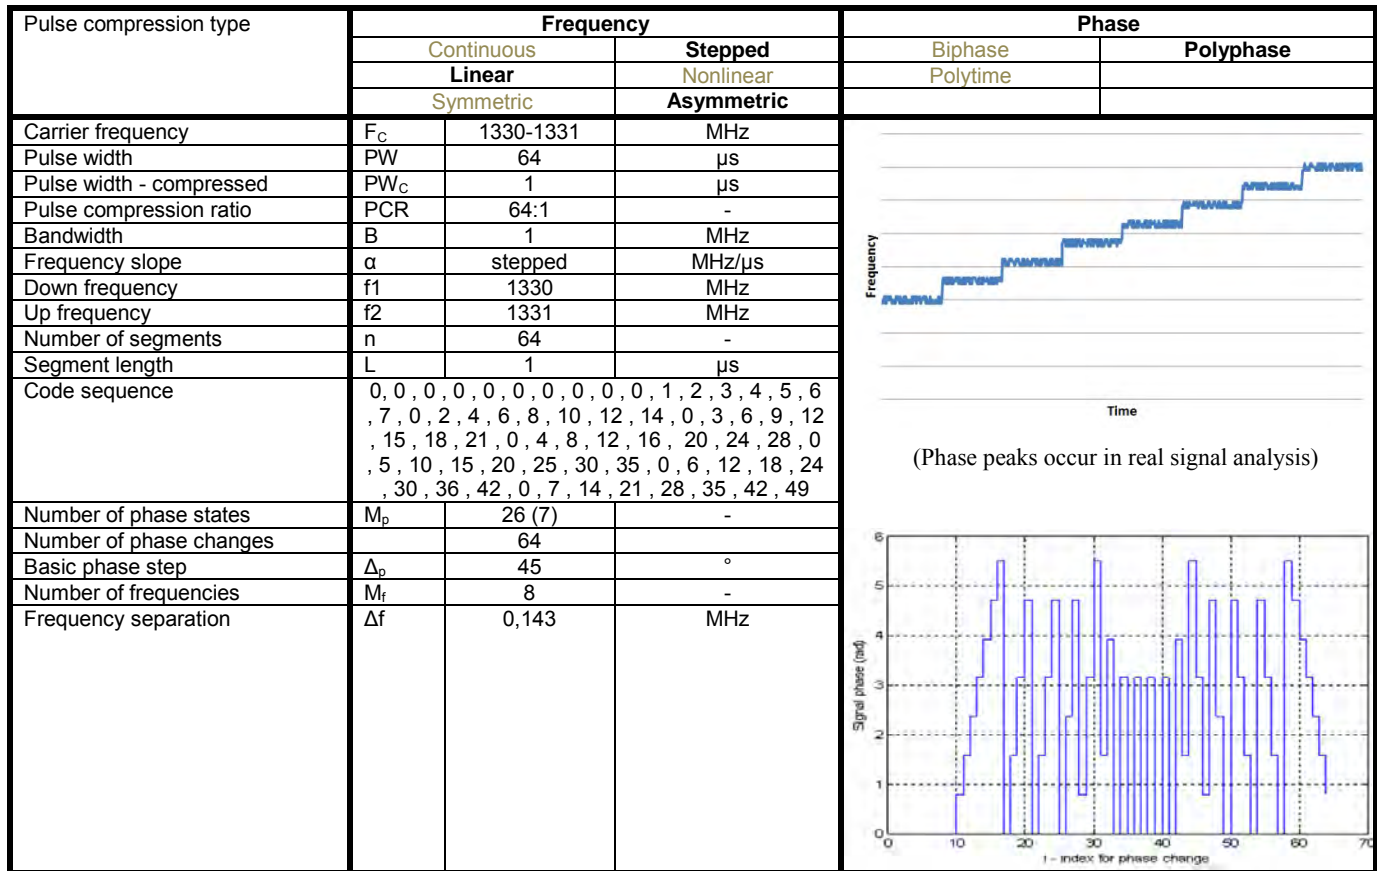 Pulse compression type Frequency Phase
Continuous Stepped Biphase Polyphase
Linear Nonlinear Polytime
Symmetric Asymmetric
Carrier frequency FC 1330-1331 MHz
Pulse width PW 64 µs
Pulse width - compressed PWC 1 µs
Pulse compression ratio PCR 64:1 -
Bandwidth B 1 MHz
Frequency slope α stepped MHz/µs
Down frequency f1 1330 MHz
Up frequency f2 1331 MHz
Number of segments n 64 -
Segment length L 1 µs
Code sequence 0, 0 , 0 , 0 , 0 , 0 , 0 , 0 , 0 , 0 , 1 , 2 , 3 , 4 , 5 , 6
, 7 , 0 , 2 , 4 , 6 , 8 , 10 , 12 , 14 , 0 , 3 , 6 , 9 , 12
, 15 , 18 , 21 , 0 , 4 , 8 , 12 , 16 , 20 , 24 , 28 , 0
, 5 , 10 , 15 , 20 , 25 , 30 , 35 , 0 , 6 , 12 , 18 , 24
, 30 , 36 , 42 , 0 , 7 , 14 , 21 , 28 , 35 , 42 , 49
Number of phase states Mp 26 (7) -
Number of phase changes 64
Basic phase step Δp 45 °
Number of frequencies Mf 8 -
Frequency separation Δf 0,143 MHz
Frequency
Time
(Phase peaks occur in real signal analysis)
Signal phase (rad)
6
5
4
3
2
1
0
0 10 20 30 40 50 60 70
i - index for phase change